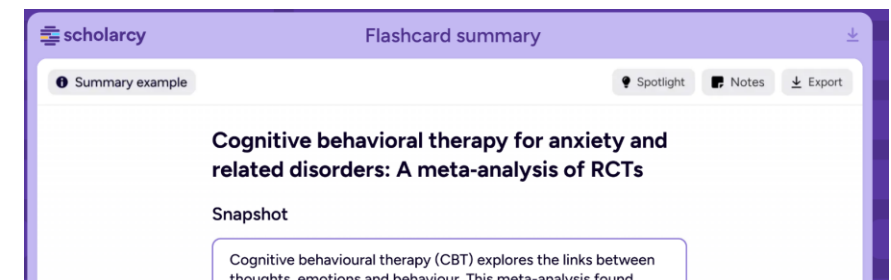 scholarcy
Flashcard summary
Summary example
Spotlight
Notes
Export
Cognitive behavioral therapy for anxiety and
related disorders: A meta-analysis of RCTs
Snapshot
Cognitive behavioural therapy (CBT) explores the links between
thoughts, emotions and behaviour. This meta-analysis found